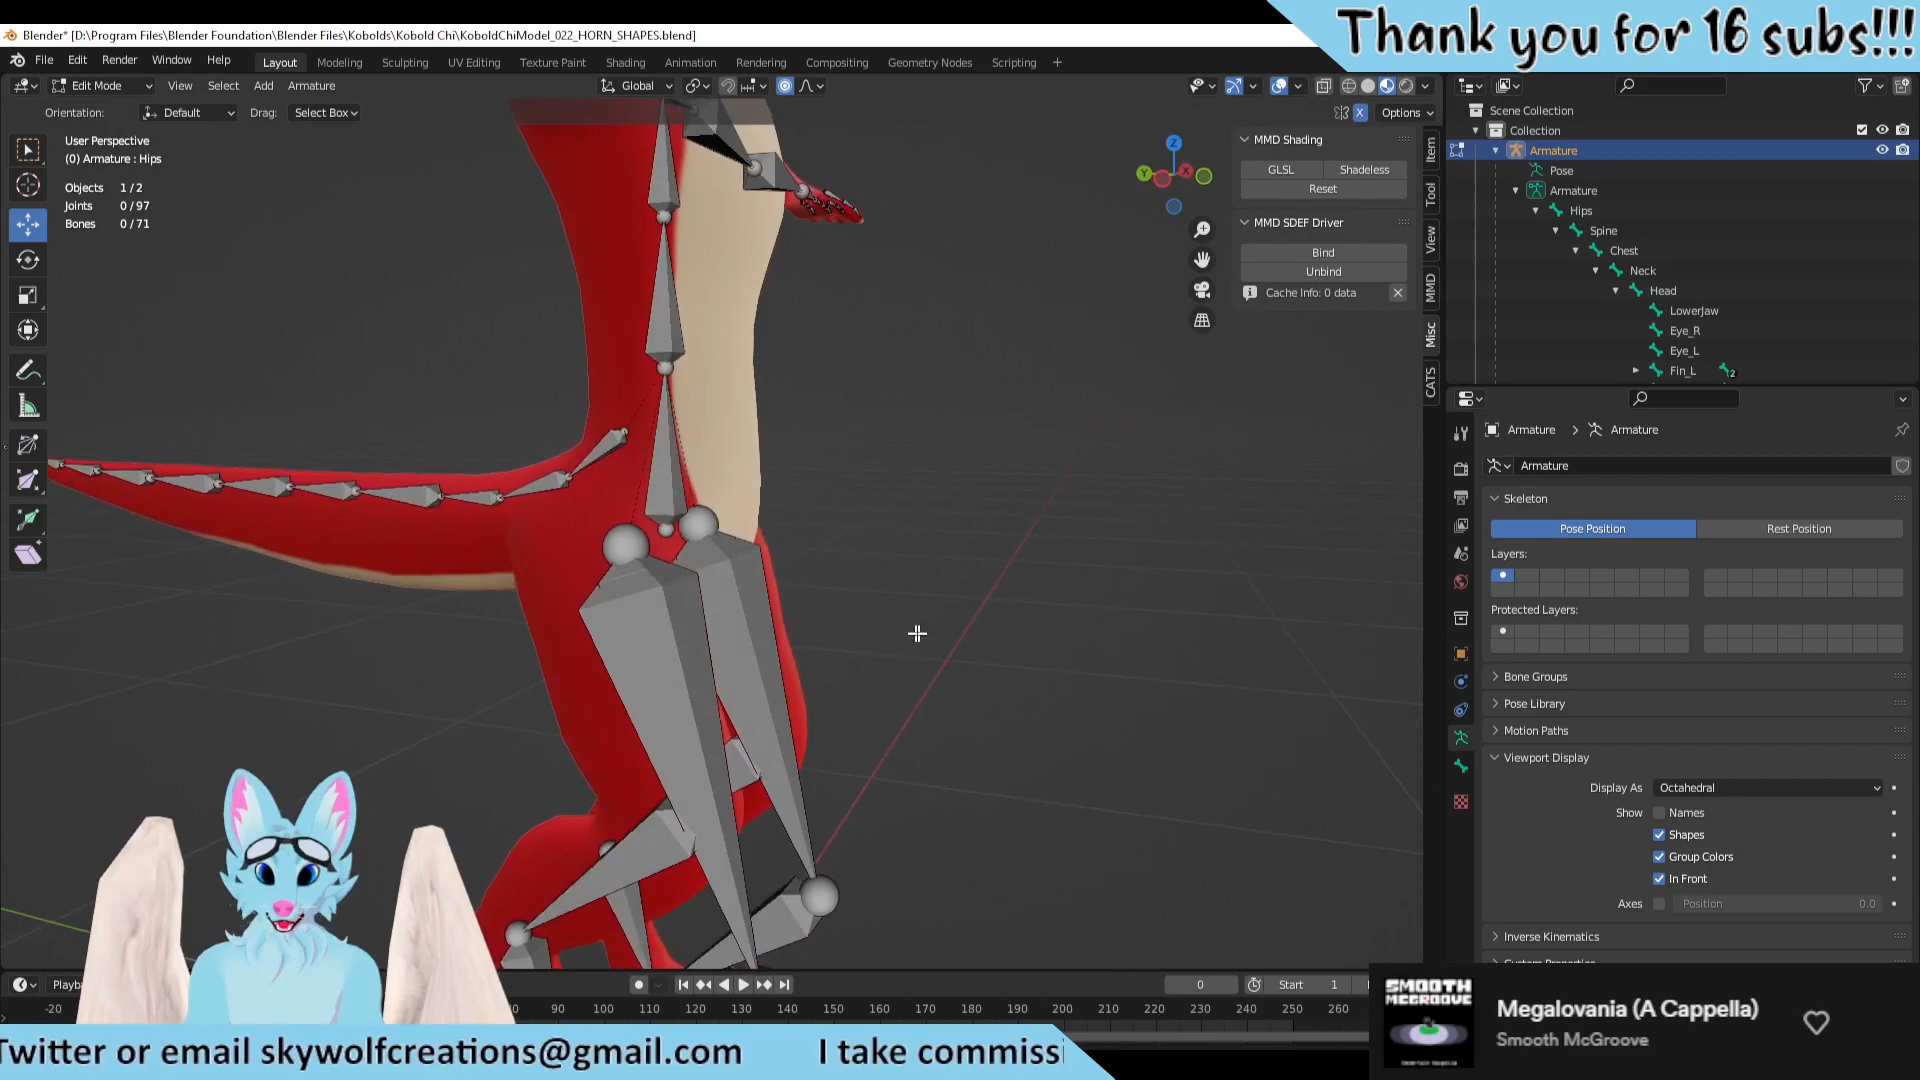 Thank you for 16 subs!!!
Blender* [D:\Program Files\Blender Foundation\Blender Files\Kobolds\Kobold Chi\KoboldChiModel_022_HORN_SHAPES.blend]
File Edit Render Window Help Layout Modeling Sculpting UV Editing Texture Paint Shading Animation Rendering Compositing Geometry Nodes Scripting +
Edit Mode View Select Add Armature Global
Orientation: Default Drag: Select Box X Options
User Perspective
(0) Armature : Hips
Objects 1 / 2
Joints 0 / 97
Bones 0 / 71
Z
Y
X
MMD Shading
GLSL Shadeless
Reset
MMD SDEF Driver
Bind
Unbind
Cache Info: 0 data
Item
Tool
View
MMD
Misc
CATS
Scene Collection
Collection
Armature
Pose
Armature
Hips
Spine
Chest
Neck
Head
LowerJaw
Eye_R
Eye_L
Fin_L 2
Armature > Armature
Armature
Skeleton
Pose Position Rest Position
Layers:
Protected Layers:
Bone Groups
Pose Library
Motion Paths
Viewport Display
Display As Octahedral
Show Names
Shapes
Group Colors
In Front
Axes Position 0.0
Inverse Kinematics
Playba
0 Start 1
-20 80 90 100 110 120 130 140 150 160 170 180 190 200 210 220 230 240 250 260
Twitter or email skywolfcreations@gmail.com I take commiss
SMOOTH
MCGROOVE
Megalovania (A Cappella)
Smooth McGroove